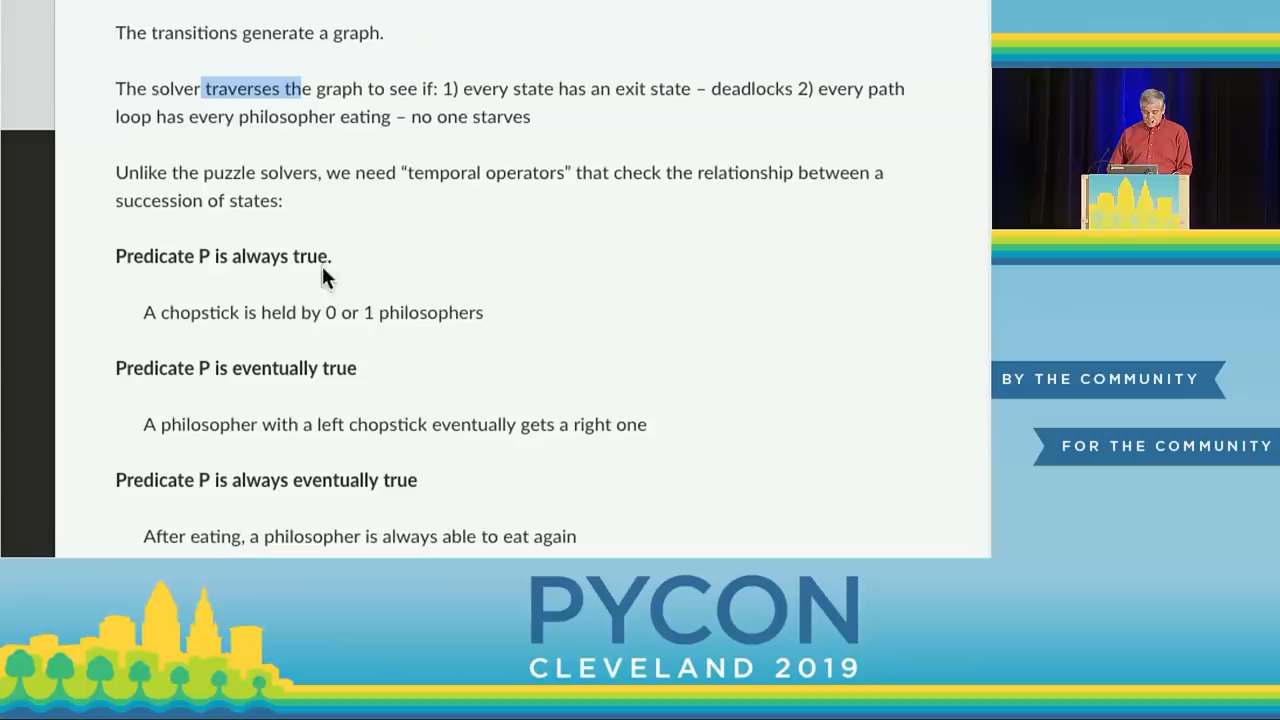 The transitions generate a graph.
The solver traverses the graph to see if: 1) every state has an exit state – deadlocks 2) every path
loop has every philosopher eating – no one starves
Unlike the puzzle solvers, we need “temporal operators” that check the relationship between a
succession of states:
Predicate P is always true.
A chopstick is held by 0 or 1 philosophers
Predicate P is eventually true
A philosopher with a left chopstick eventually gets a right one
Predicate P is always eventually true
After eating, a philosopher is always able to eat again
BY THE COMMUNITY
FOR THE COMMUNITY
PYCON
CLEVELAND 2019